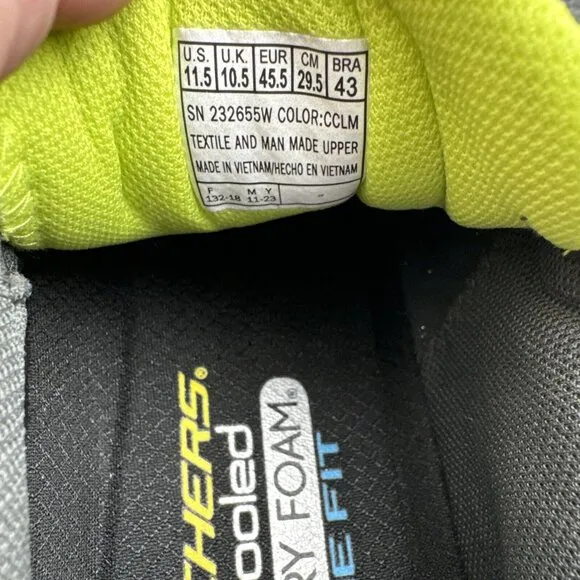 U.S. U.K. EUR CM BRA
11.5 10.5 45.5 29.5 43
SN 232655W COLOR:CCLM
TEXTILE AND MAN MADE UPPER
MADE IN VIETNAM/HECHO EN VIETNAM
F M Y
132-18 11-23 -
CHERS®
ooled
RY FOAM®
E FIT